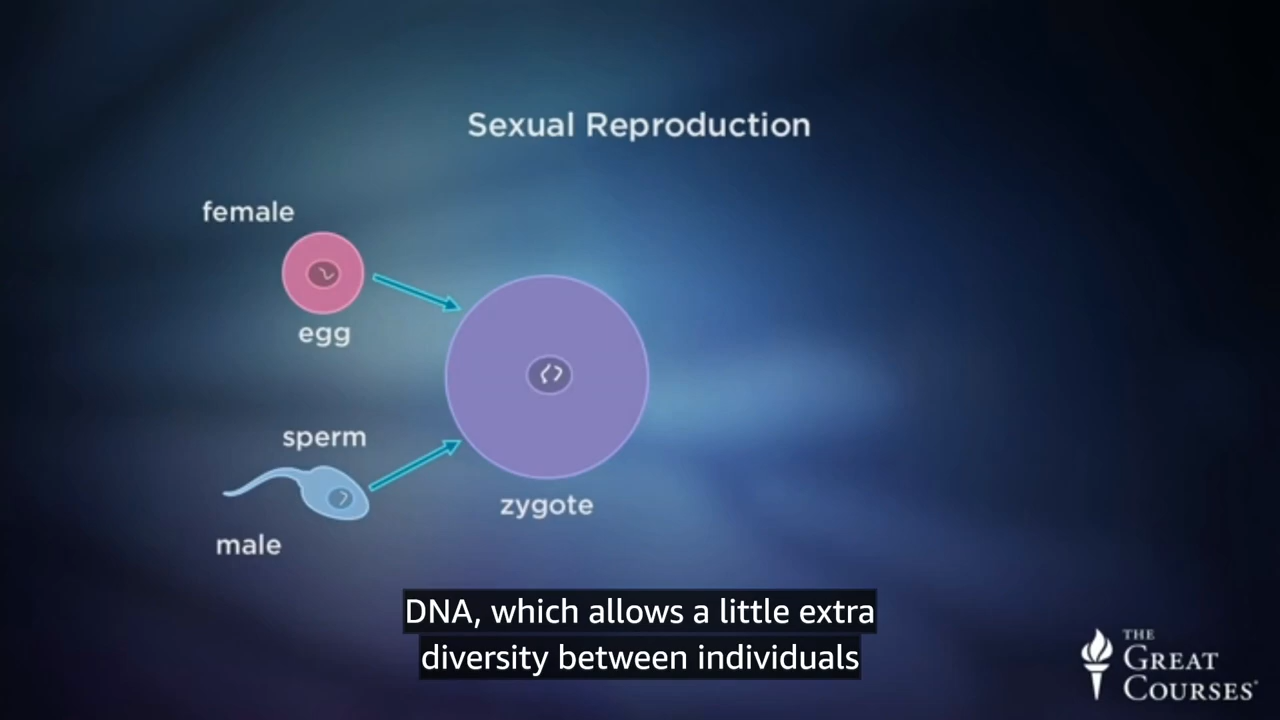 Sexual Reproduction
female
egg
sperm
male
zygote
DNA, which allows a little extra
diversity between individuals
THE
GREAT
COURSES